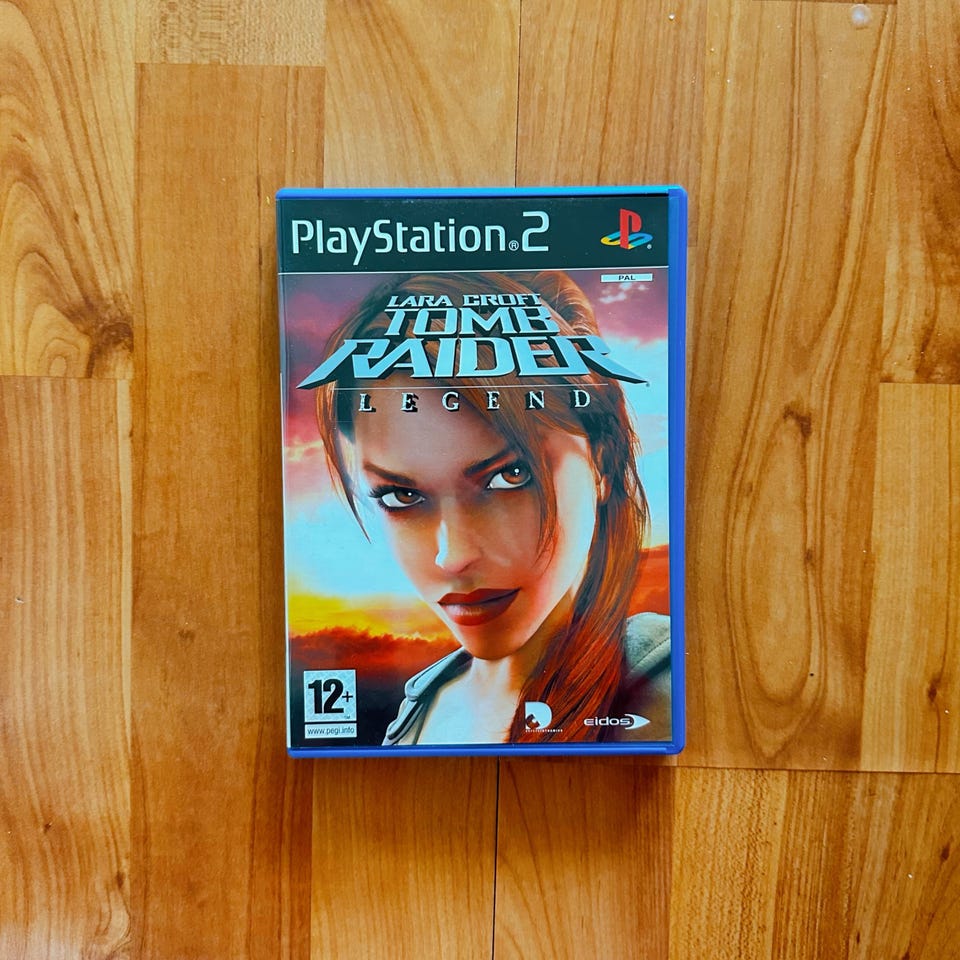 PlayStation®2
PAL
LARA CROFT
TOMB
RAIDER
LEGEND
12+
www.pegi.info
eidos